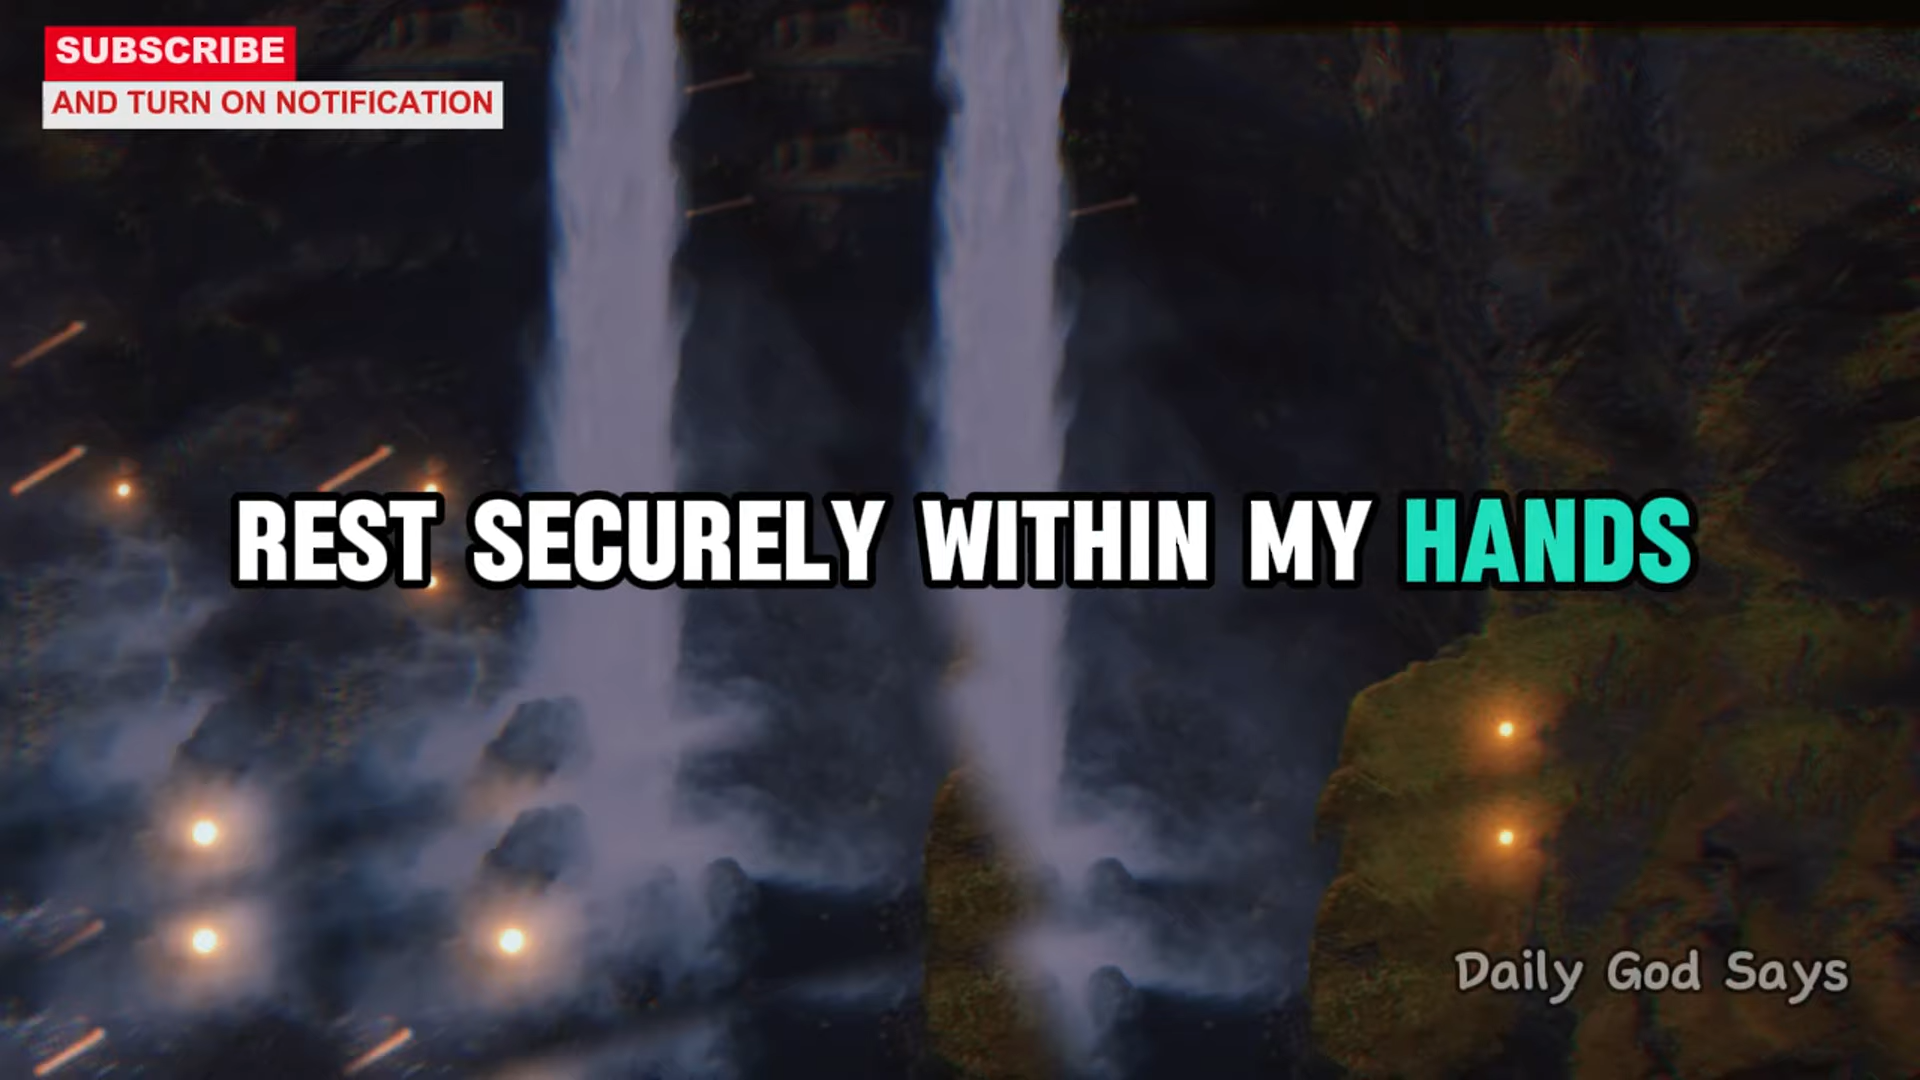 SUBSCRIBE
AND TURN ON NOTIFICATION
REST SECURELY WITHIN MY HANDS
Daily God Says